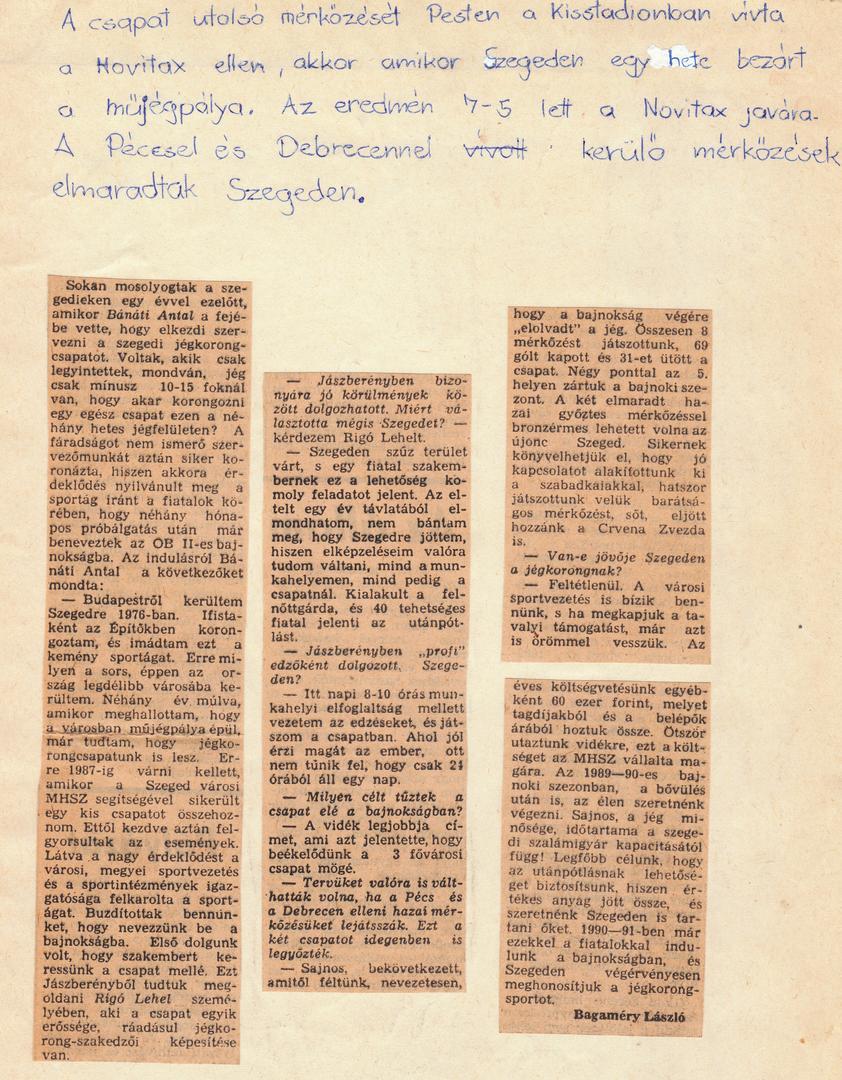 A csapat utolsó mérkőzését Pesten a Kisstadionban vívta
a Novitax ellen, akkor amikor Szegeden egy hete bezárt
a műjégpálya. Az eredmén 7-5 lett a Novitax javára.
A Pécsel és Debrecennel vívott kerülő mérkőzések
elmaradtak Szegeden.
Sokan mosolyogtak a sze-
gedieken egy évvel ezelőtt,
amikor Bánáti Antal a fejé-
be vette, hogy elkezdi szer-
vezni a szegedi jégkorong-
csapatot. Voltak, akik csak
legyintettek, mondván, jég
csak mínusz 10-15 foknál
van, hogy akar korongozni
egy egész csapat ezen a né-
hány hetes jégfelületen? A
fáradságot nem ismerő szer-
vezőmunkát aztán siker ko-
ronázta, hiszen akkora ér-
deklődés nyilvánult meg a
sportág iránt a fiatalok kö-
rében, hogy néhány hóna-
pos próbálgatás után már
beneveztek az OB II-es baj-
nokságba. Az indulásról Bá-
náti Antal a következőket
mondta:
— Budapestről kerültem
Szegedre 1976-ban. Ifista-
ként az Építőkben koron-
goztam, és imádtam ezt a
kemény sportágat. Erre mi-
lyen a sors, éppen az or-
szág legdélibb városába ke-
rültem. Néhány év múlva,
amikor meghallottam, hogy
a városban műjégpálya épül,
már tudtam, hogy jégko-
rongcsapatunk is lesz. Er-
re 1987-ig várni kellett,
amikor a Szeged városi
MHSZ segítségével sikerült
egy kis csapatot összehoz-
nom. Ettől kezdve aztán fel-
gyorsultak az események.
Látva a nagy érdeklődést a
városi, megyei sportvezetés
és a sportintézmények igaz-
gatósága felkarolta a sport-
ágat. Buzdítottak bennün-
ket, hogy nevezzünk be a
bajnokságba. Első dolgunk
volt, hogy szakembert ke-
ressünk a csapat mellé. Ezt
Jászberényből tudtuk meg-
oldani Rigó Lehel szemé-
lyében, aki a csapat egyik
erőssége, ráadásul jégko-
rong-szakedzői képesítése
van.
— Jászberényben bizo-
nyára jó körülmények kö-
zött dolgozhatott. Miért vá-
lasztotta mégis Szegedet? —
kérdezem Rigó Lehelt.
— Szegeden szűz terület
várt, s egy fiatal szakem-
bernek ez a lehetőség ko-
moly feladatot jelent. Az el-
telt egy év távlatából el-
mondhatom, nem bántam
meg, hogy Szegedre jöttem,
hiszen elképzeléseim valóra
tudom váltani, mind a mun-
kahelyemen, mind pedig a
csapatnál. Kialakult a fel-
nőttgárda, és 40 tehetséges
fiatal jelenti az utánpót-
lást.
— Jászberényben „profi”
edzőként dolgozott, Szege-
den?
— Itt napi 8-10 órás mun-
kahelyi elfoglaltság mellett
vezetem az edzéseket, és ját-
szom a csapatban. Ahol jól
érzi magát az ember, ott
nem tűnik fel, hogy csak 24
órából áll egy nap.
— Milyen célt tűztek a
csapat elé a bajnokságban?
— A vidék legjobbja cí-
met, ami azt jelentette, hogy
beékelődünk a 3 fővárosi
csapat mögé.
— Tervüket valóra is vált-
hatták volna, ha a Pécs és
a Debrecen elleni hazai mér-
kőzésüket lejátsszák. Ezt a
két csapatot idegenben is
legyőzték.
— Sajnos, bekövetkezett,
amitől féltünk, nevezetesen,
hogy a bajnokság végére
„elolvadt” a jég. Összesen 8
mérkőzést játszottunk, 69
gólt kapott és 31-et ütött a
csapat. Négy ponttal az 5.
helyen zártuk a bajnoki sze-
zont. A két elmaradt ha-
zai győztes mérkőzéssel
bronzérmes lehetett volna az
újonc Szeged. Sikernek
könyvelhetjük el, hogy jó
kapcsolatot alakítottunk ki
a szabadkaiakkal, hatszor
játszottunk velük barátsá-
gos mérkőzést, sőt, eljött
hozzánk a Crvena Zvezda
is.
— Van-e jövője Szegeden
a jégkorongnak?
— Feltétlenül. A városi
sportvezetés is bízik ben-
nünk, s ha megkapjuk a ta-
valyi támogatást, már azt
is örömmel vesszük. Az
éves költségvetésünk egyéb-
ként 60 ezer forint, melyet
tagdíjakból és a belépők
árából hoztuk össze. Ötször
utaztunk vidékre, ezt a költ-
séget az MHSZ vállalta ma-
gára. Az 1989—90-es baj-
noki szezonban, a bővülés
után is, az élen szeretnénk
végezni. Sajnos, a jég mi-
nősége, időtartama a szege-
di szalámigyár kapacitásától
függ! Legfőbb célunk, hogy
az utánpótlásnak lehetősé-
get biztosítsunk, hiszen ér-
tékes anyag jött össze, és
szeretnénk Szegeden is tar-
tani őket. 1990—91-ben már
ezekkel a fiatalokkal indu-
lunk a bajnokságban, és
Szegeden végérvényesen
meghonosítjuk a jégkorong-
sportot.
Bagaméry László